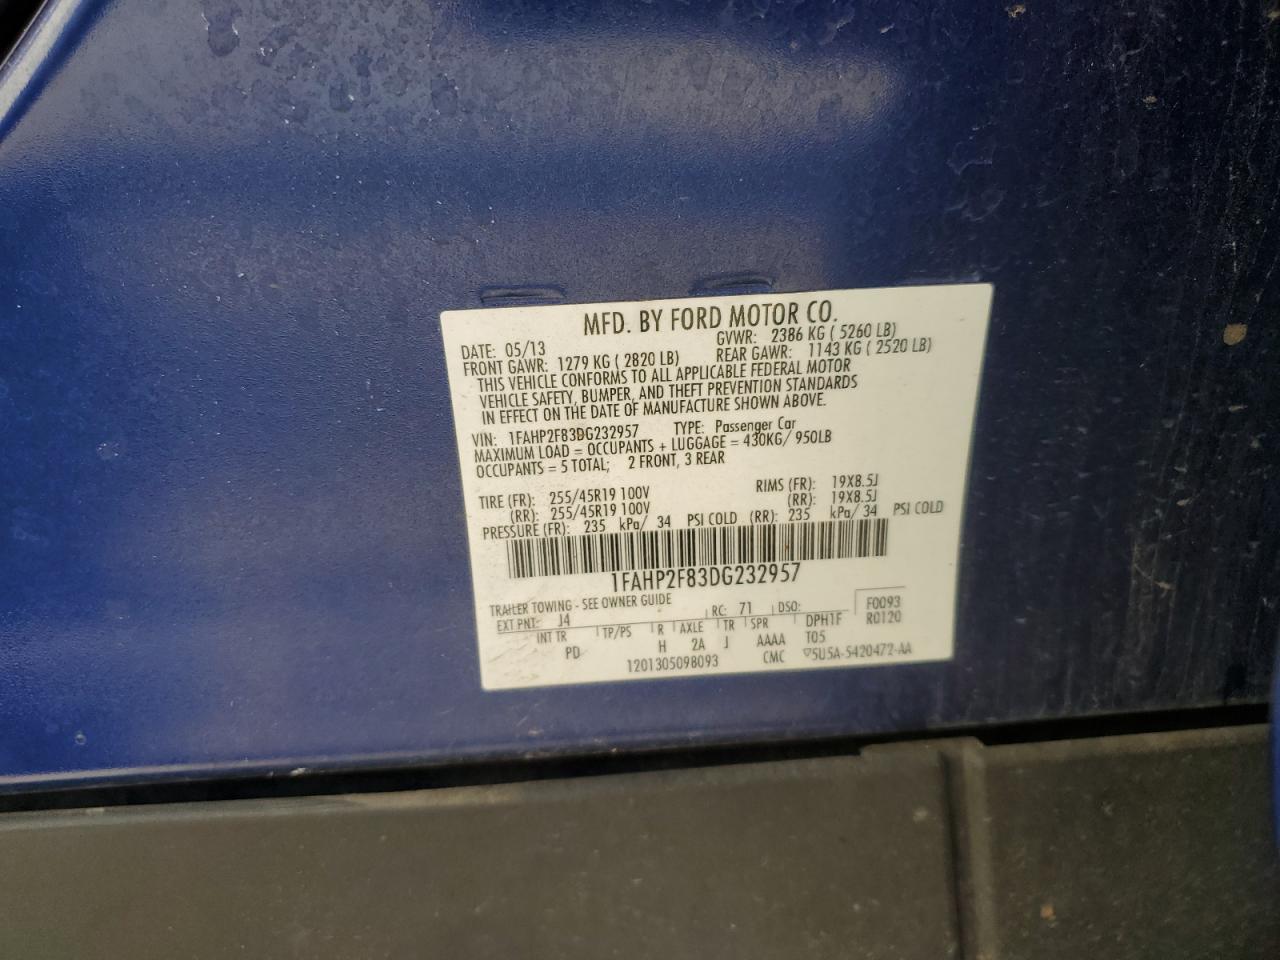 MFD. BY FORD MOTOR CO.
DATE: 05/13 GVWR: 2386 KG ( 5260 LB)
FRONT GAWR: 1279 KG ( 2820 LB) REAR GAWR: 1143 KG ( 2520 LB)
THIS VEHICLE CONFORMS TO ALL APPLICABLE FEDERAL MOTOR
VEHICLE SAFETY, BUMPER, AND THEFT PREVENTION STANDARDS
IN EFFECT ON THE DATE OF MANUFACTURE SHOWN ABOVE.
VIN: 1FAHP2F83DG232957 TYPE: Passenger Car
MAXIMUM LOAD = OCCUPANTS + LUGGAGE = 430KG/ 950LB
OCCUPANTS = 5 TOTAL; 2 FRONT, 3 REAR
TIRE (FR): 255/45R19 100V RIMS (FR): 19X8.5J
(RR): 255/45R19 100V (RR): 19X8.5J
PRESSURE (FR): 235 kPa/ 34 PSI COLD (RR): 235 kPa/ 34 PSI COLD
1FAHP2F83DG232957
TRAILER TOWING - SEE OWNER GUIDE
EXT PNT: J4 RC: 71 DSO: F0093
INT TR TP/PS R AXLE TR SPR DPH1F R0120
PD H 2A J AAAA T05
1201305098093 CMC ▽5U5A-5420472-AA